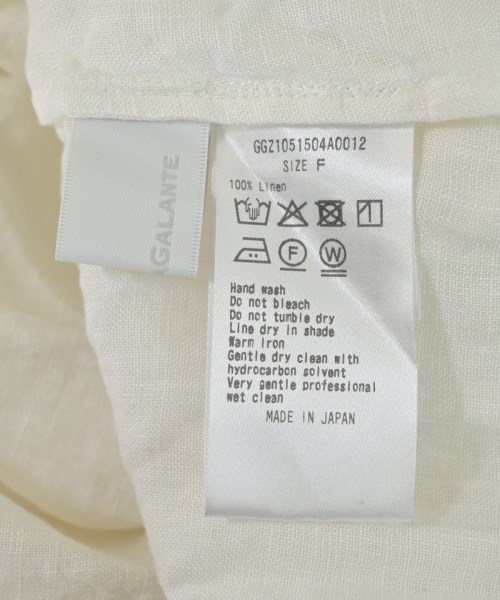 AGALANTE
GGZ1051504A0012
SIZE F
100% Linen
F
W
Hand wash
Do not bleach
Do not tumble dry
Line dry in shade
Warm iron
Gentle dry clean with
hydrocarbon solvent
Very gentle professional
wet clean
MADE IN JAPAN